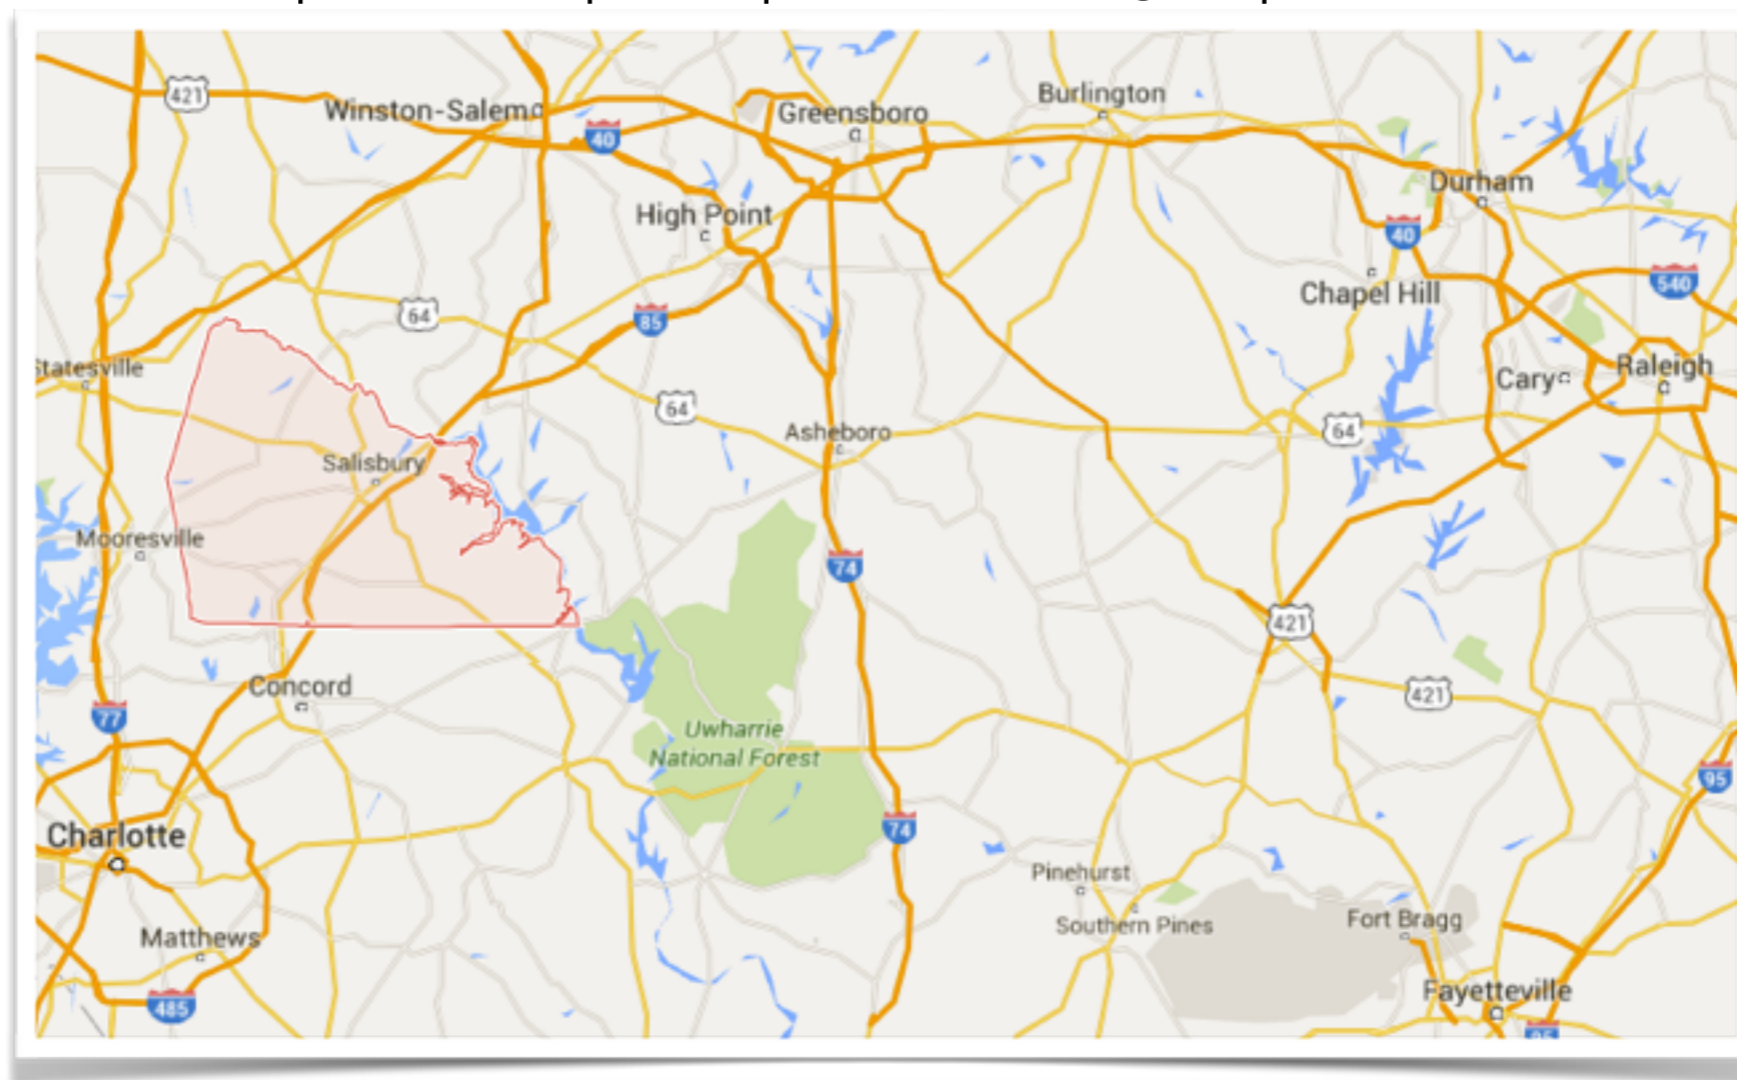 421
Winston-Salem
40
Greensboro
Burlington
High Point
Durham
40
Chapel Hill
540
64
85
Statesville
64
Cary
Raleigh
Asheboro
64
Salisbury
Mooresville
74
421
Concord
421
77
Uwharrie
National Forest
95
Charlotte
74
Pinehurst
Southern Pines
Fort Bragg
Matthews
485
Fayetteville
95